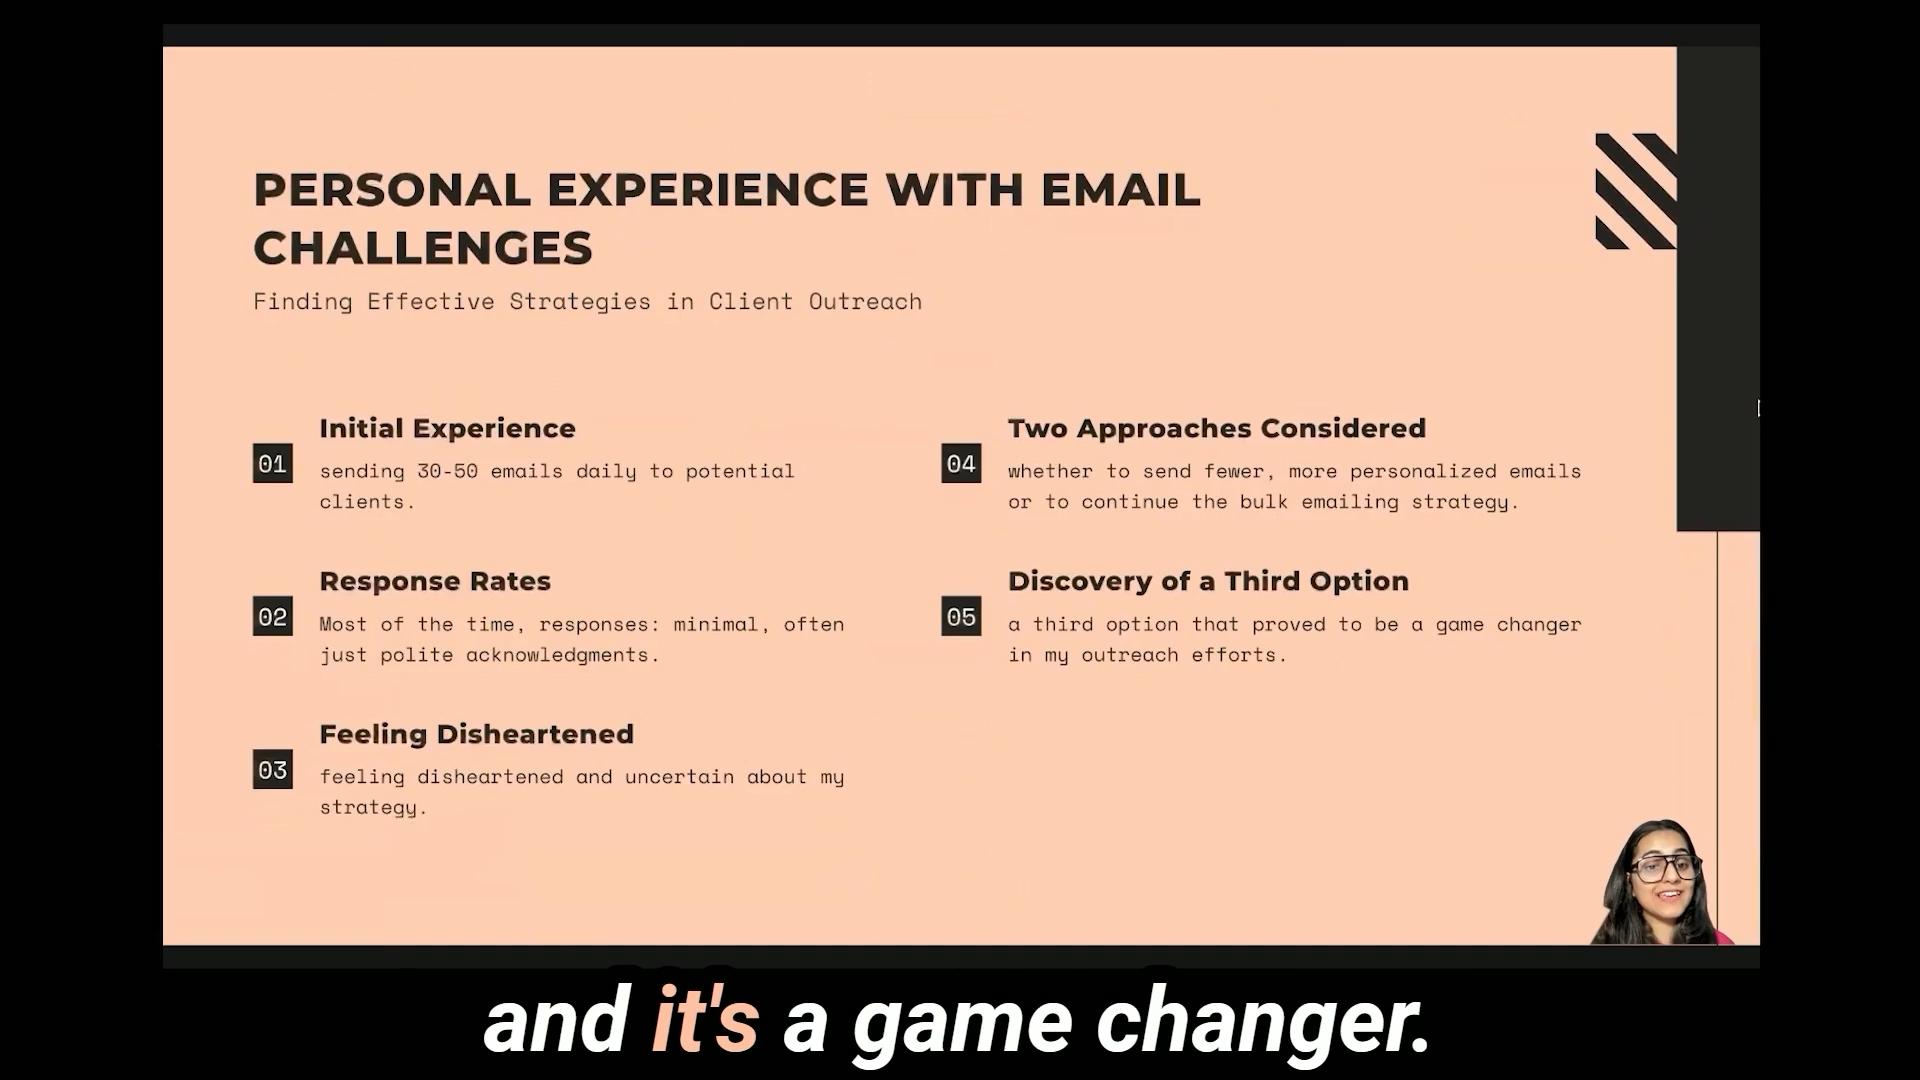 PERSONAL EXPERIENCE WITH EMAIL
CHALLENGES
Finding Effective Strategies in Client Outreach
01
Initial Experience
sending 30-50 emails daily to potential
clients.
02
Response Rates
Most of the time, responses: minimal, often
just polite acknowledgments.
03
Feeling Disheartened
feeling disheartened and uncertain about my
strategy.
04
Two Approaches Considered
whether to send fewer, more personalized emails
or to continue the bulk emailing strategy.
05
Discovery of a Third Option
a third option that proved to be a game changer
in my outreach efforts.
and it's a game changer.